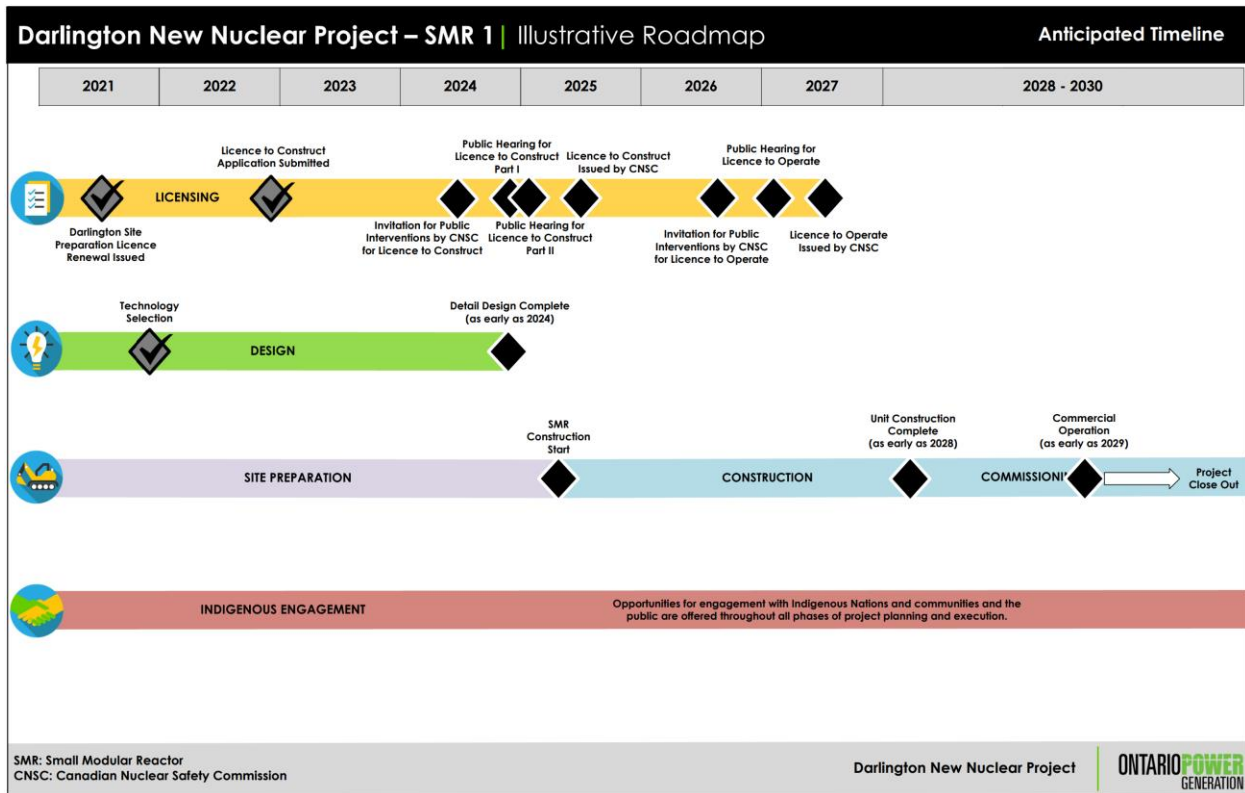 Darlington New Nuclear Project – SMR 1| Illustrative Roadmap
Anticipated Timeline
2021
2022
2023
2024
2025
2026
2027
2028 - 2030
Licence to Construct
Application Submitted
Public Hearing for
Licence to Construct
Part I
Licence to Construct
Issued by CNSC
Public Hearing for
Licence to Operate
LICENSING
Darlington Site
Preparation Licence
Renewal Issued
Invitation for Public
Interventions by CNSC
for Licence to Construct
Public Hearing for
Licence to Construct
Part II
Invitation for Public
Interventions by CNSC
for Licence to Operate
Licence to Operate
Issued by CNSC
Technology
Selection
Detail Design Complete
(as early as 2024)
DESIGN
SMR
Construction
Start
Unit Construction
Complete
(as early as 2028)
Commercial
Operation
(as early as 2029)
SITE PREPARATION
CONSTRUCTION
COMMISSIONI
Project
Close Out
INDIGENOUS ENGAGEMENT
Opportunities for engagement with Indigenous Nations and communities and the
public are offered throughout all phases of project planning and execution.
SMR: Small Modular Reactor
CNSC: Canadian Nuclear Safety Commission
Darlington New Nuclear Project
ONTARIOPOWER
GENERATION